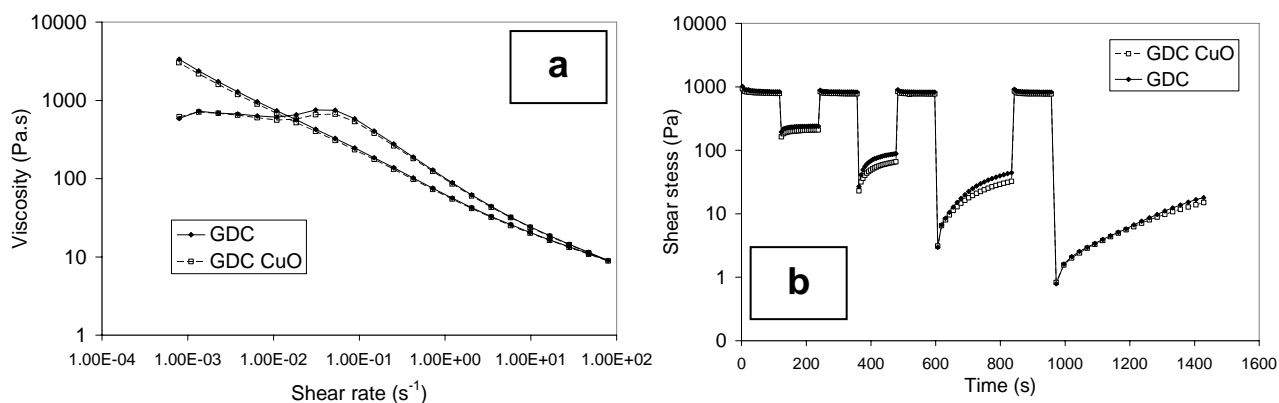 10000
1000
100
10
1
Viscosity (Pa.s)
a
GDC
GDC CuO
1.00E-04 1.00E-03 1.00E-02 1.00E-01 1.00E+00 1.00E+01 1.00E+02
Shear rate (s⁻¹)
10000
1000
100
10
1
0
Shear stess (Pa)
GDC CuO
GDC
b
0 200 400 600 800 1000 1200 1400 1600
Time (s)